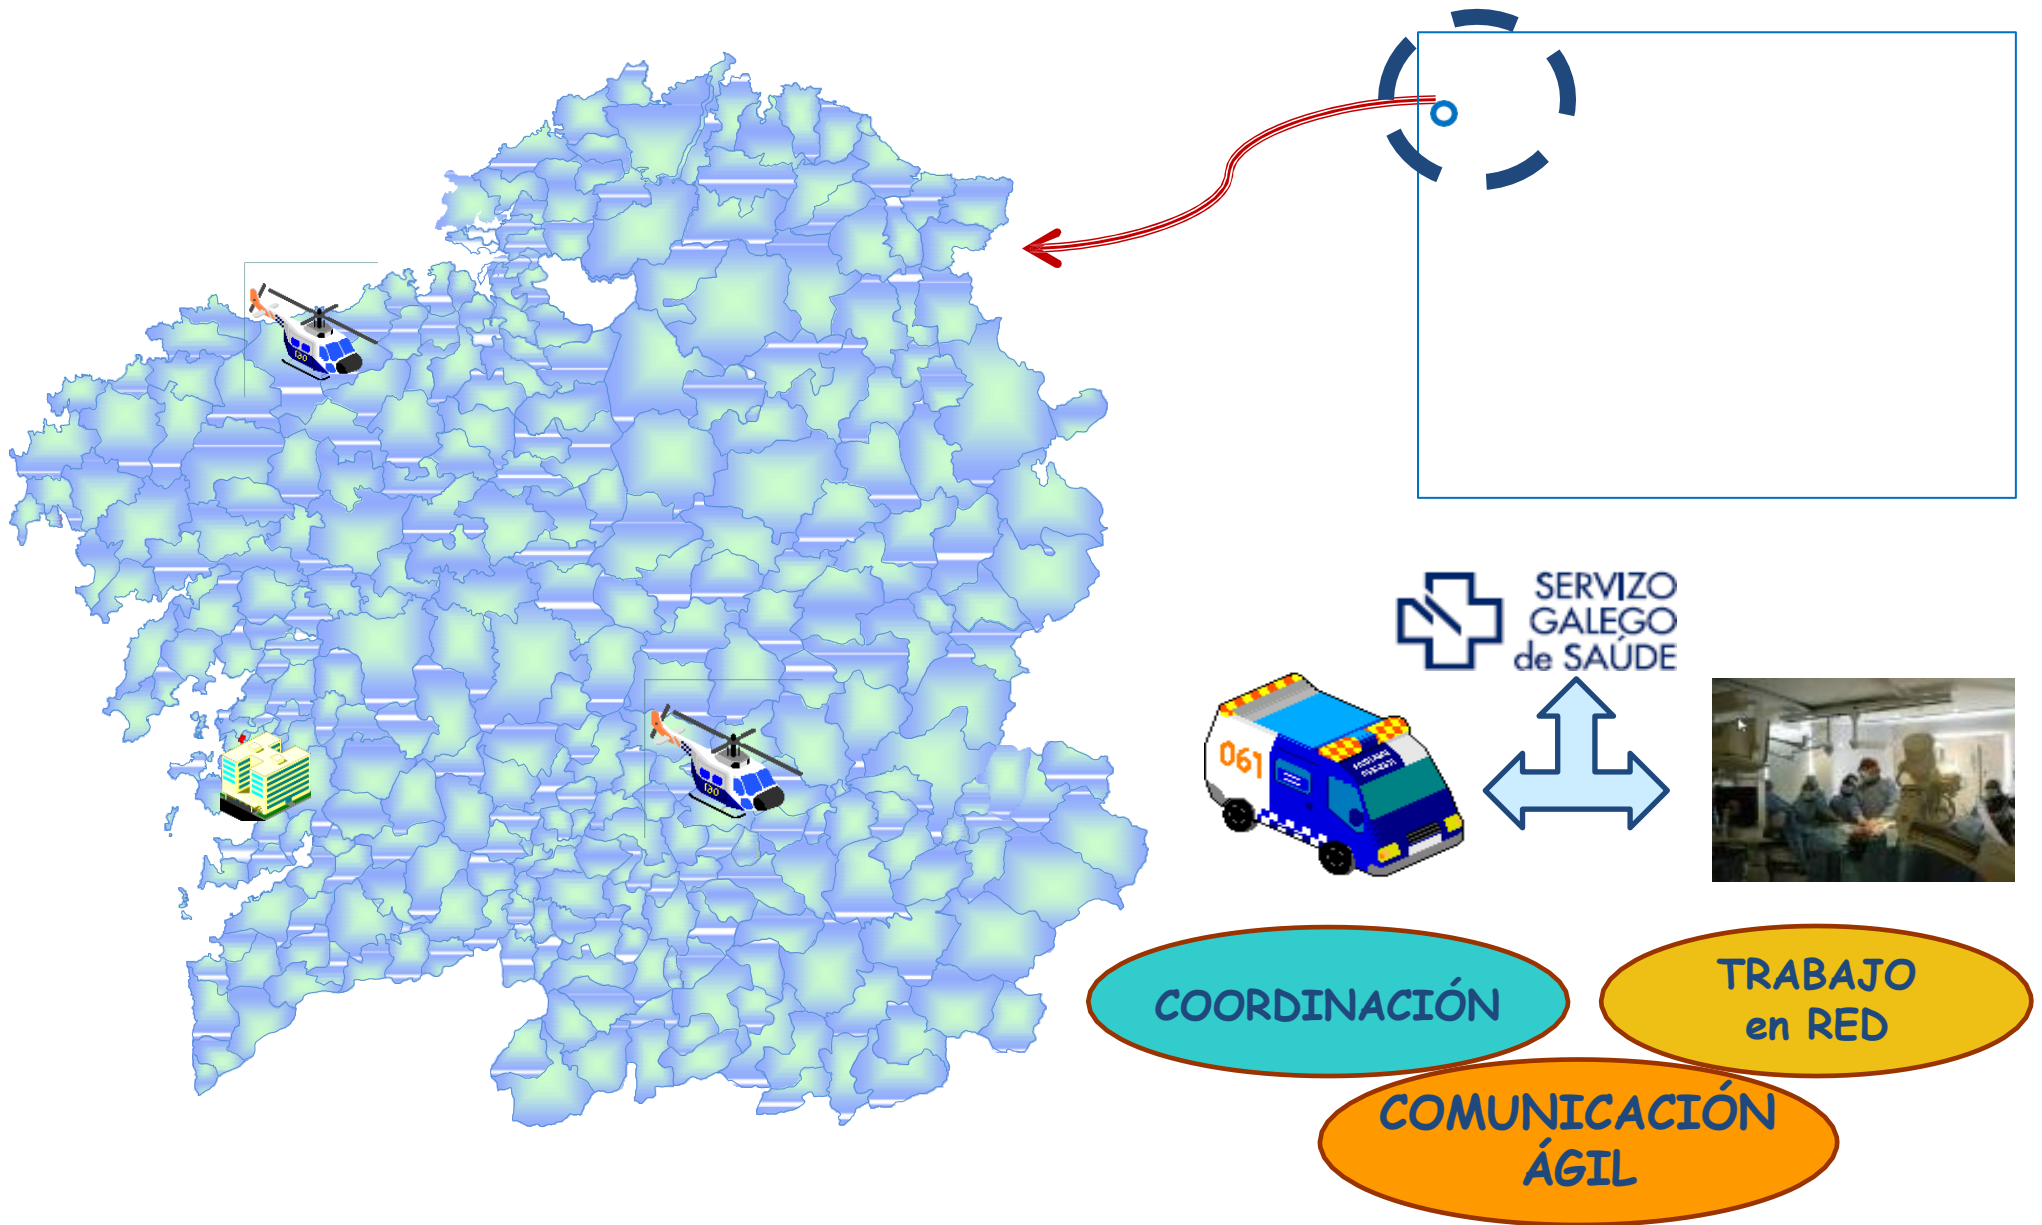 SERVIZO
GALEGO
de SAÚDE
061
COORDINACIÓN
TRABAJO
en RED
COMUNICACIÓN
ÁGIL